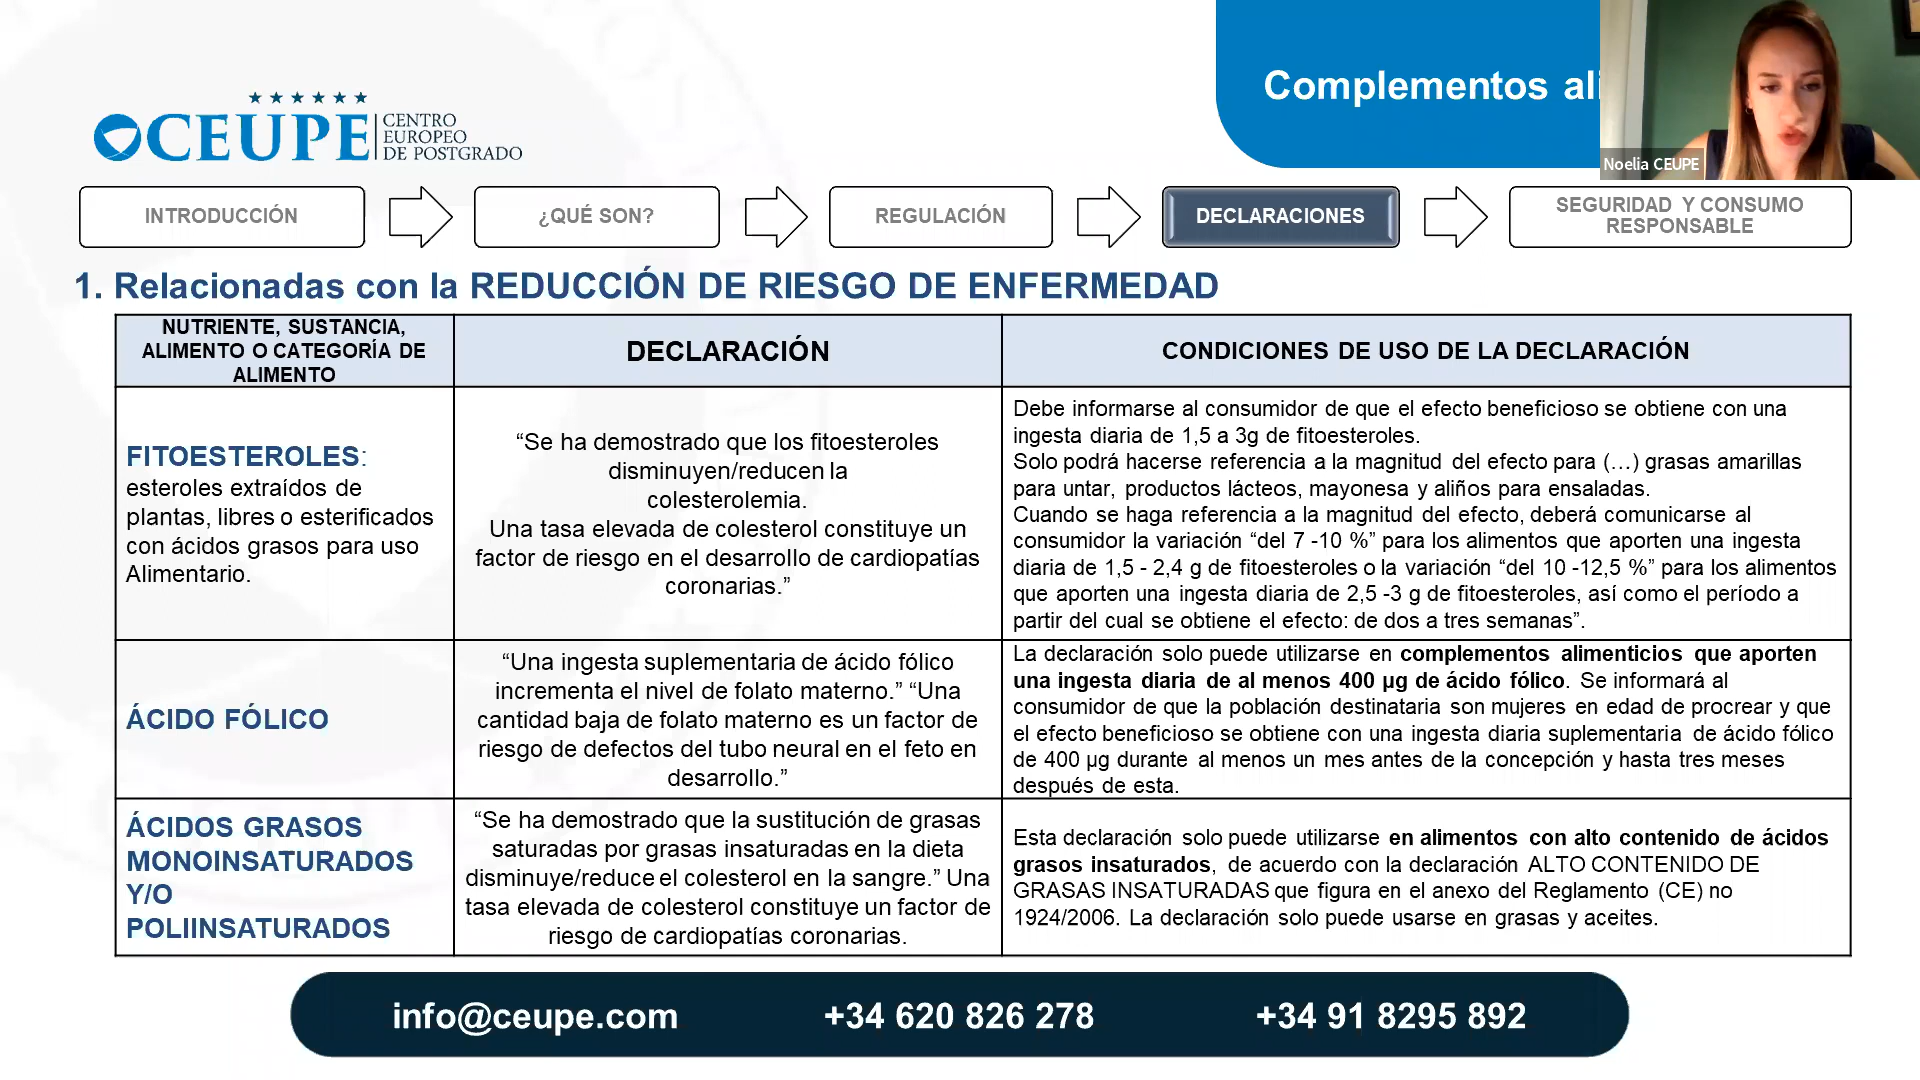 Complementos ali
Noelia CEUPE
CEUPE
CENTRO
EUROPEO
DE POSTGRADO
INTRODUCCIÓN
¿QUÉ SON?
REGULACIÓN
DECLARACIONES
SEGURIDAD Y CONSUMO
RESPONSABLE
1. Relacionadas con la REDUCCIÓN DE RIESGO DE ENFERMEDAD
NUTRIENTE, SUSTANCIA,
ALIMENTO O CATEGORÍA DE
ALIMENTO
DECLARACIÓN
CONDICIONES DE USO DE LA DECLARACIÓN
FITOESTEROLES:
esteroles extraídos de
plantas, libres o esterificados
con ácidos grasos para uso
Alimentario.
“Se ha demostrado que los fitoesteroles
disminuyen/reducen la
colesterolemia.
Una tasa elevada de colesterol constituye un
factor de riesgo en el desarrollo de cardiopatías
coronarias.”
Debe informarse al consumidor de que el efecto beneficioso se obtiene con una
ingesta diaria de 1,5 a 3g de fitoesteroles.
Solo podrá hacerse referencia a la magnitud del efecto para (…) grasas amarillas
para untar, productos lácteos, mayonesa y aliños para ensaladas.
Cuando se haga referencia a la magnitud del efecto, deberá comunicarse al
consumidor la variación “del 7 -10 %” para los alimentos que aporten una ingesta
diaria de 1,5 - 2,4 g de fitoesteroles o la variación “del 10 -12,5 %” para los alimentos
que aporten una ingesta diaria de 2,5 -3 g de fitoesteroles, así como el período a
partir del cual se obtiene el efecto: de dos a tres semanas”.
ÁCIDO FÓLICO
“Una ingesta suplementaria de ácido fólico
incrementa el nivel de folato materno.” “Una
cantidad baja de folato materno es un factor de
riesgo de defectos del tubo neural en el feto en
desarrollo.”
La declaración solo puede utilizarse en complementos alimenticios que aporten
una ingesta diaria de al menos 400 µg de ácido fólico. Se informará al
consumidor de que la población destinataria son mujeres en edad de procrear y que
el efecto beneficioso se obtiene con una ingesta diaria suplementaria de ácido fólico
de 400 µg durante al menos un mes antes de la concepción y hasta tres meses
después de esta.
ÁCIDOS GRASOS
MONOINSATURADOS
Y/O
POLIINSATURADOS
“Se ha demostrado que la sustitución de grasas
saturadas por grasas insaturadas en la dieta
disminuye/reduce el colesterol en la sangre.” Una
tasa elevada de colesterol constituye un factor de
riesgo de cardiopatías coronarias.
Esta declaración solo puede utilizarse en alimentos con alto contenido de ácidos
grasos insaturados, de acuerdo con la declaración ALTO CONTENIDO DE
GRASAS INSATURADAS que figura en el anexo del Reglamento (CE) no
1924/2006. La declaración solo puede usarse en grasas y aceites.
info@ceupe.com
+34 620 826 278
+34 91 8295 892